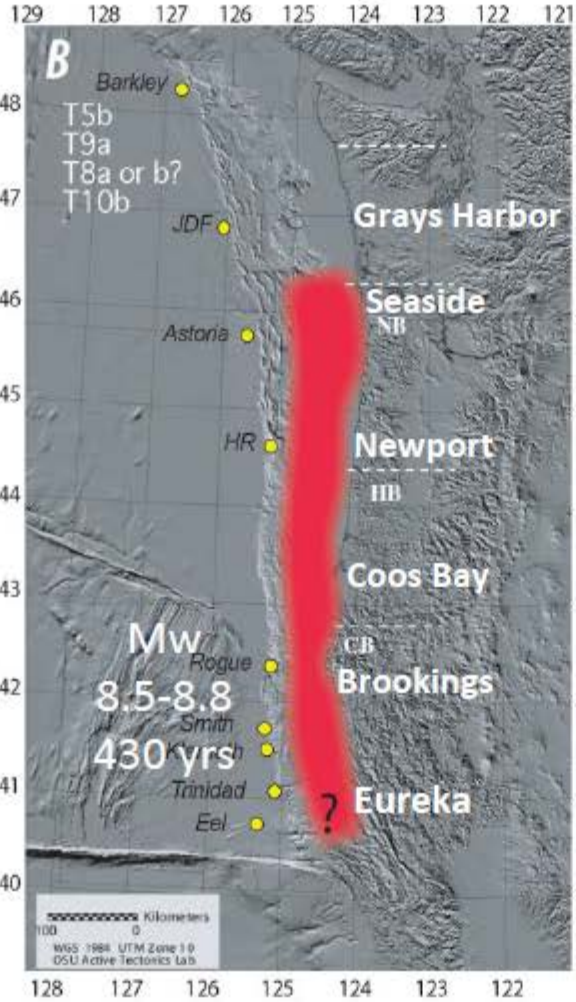 129 128 127 126 125 124 123 122 121
B
Barkley
48
T5b
T9a
T8a or b?
T10b
47
JDF
Grays Harbor
46
Seaside
NB
Astoria
45
HR
Newport
44
HB
Coos Bay
43
Mw
CB
Rogue
Brookings
42
8.5-8.8
Smith
430 yrs
41
Trinidad
Eureka
?
Eel
40
Kilometers
100 0
WGS 1984 UTM Zone 10
OSU Active Tectonics Lab
128 127 126 125 124 123 122